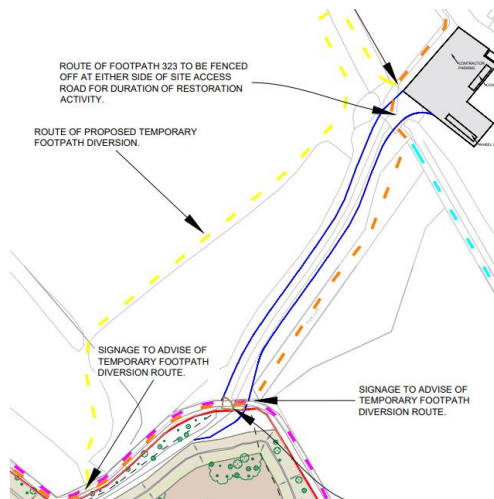 ROUTE OF FOOTPATH 323 TO BE FENCED
OFF AT EITHER SIDE OF SITE ACCESS
ROAD FOR DURATION OF RESTORATION
ACTIVITY.
CONTRACTOR
PARKING
ROUTE OF PROPOSED TEMPORARY
FOOTPATH DIVERSION.
SIGNAGE TO ADVISE OF
TEMPORARY FOOTPATH
DIVERSION ROUTE.
SIGNAGE TO ADVISE OF
TEMPORARY FOOTPATH
DIVERSION ROUTE.